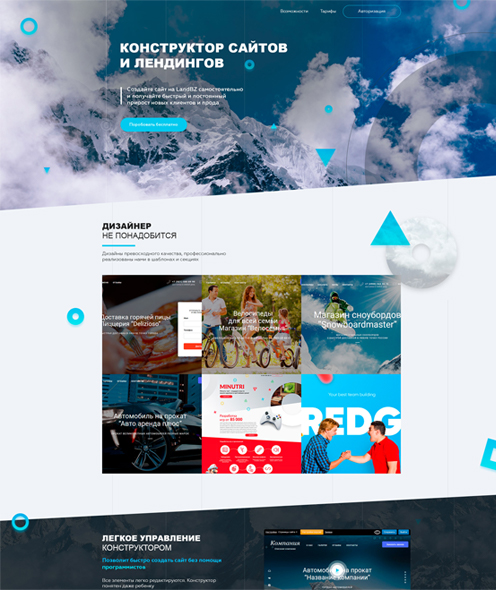 Возможности Тарифы Авторизация
КОНСТРУКТОР САЙТОВ
И ЛЕНДИНГОВ
Создайте сайт на LandBZ самостоятельно
и получайте быстрый и постоянный
прирост новых клиентов и
Попробовать бесплатно
ДИЗАЙНЕР
НЕ ПОНАДОБИТСЯ
Дизайны превосходного качества, профессионально
реализованы нами в шаблонах и секциях
Доставка горячей пиццы
Пиццерия "Delizioso"
Велосипеды
для всей семьи
Магазин "Велосеми
Магазин сноубордов
"Snowboardmaster"
Автомобиль на прокат
"Авто аренда плюс"
MINUTRI
Your best team building
REDG
ЛЕГКОЕ УПРАВЛЕНИЕ
КОНСТРУКТОРОМ
Позволит быстро создать сайт без помощи
программистов
Все элементы легко редактируются. Конструктор
понятен даже ребенку
Компания
Автомобиль на прокат
"Название компании"